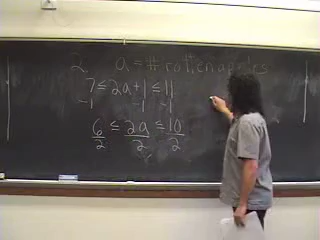 2 a = # rotten apples
7 ≤ 2a+1 ≤ 11
-1 -1 -1
6/2 ≤ 2a/2 ≤ 10/2